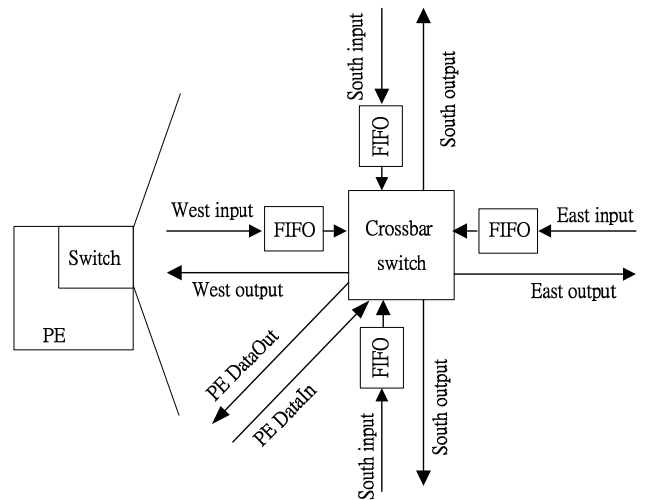 South input
South output
FIFO
West input
FIFO
Crossbar
switch
FIFO
East input
Switch
PE
West output
East output
PE DataOut
PE DataIn
FIFO
South input
South output